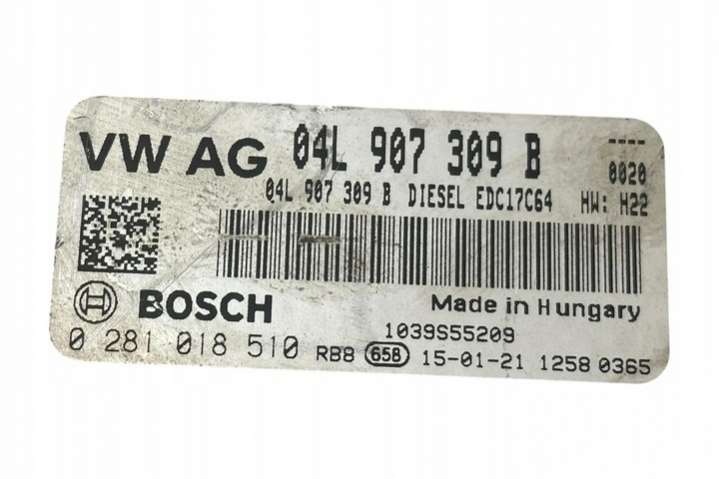 VW AG 04L 907 309 B ----
0020
04L 907 309 B DIESEL EDC17C64 HW: H22
BOSCH Made in Hungary
1039S55209
0 281 018 510 RB8 658 15-01-21 1258 0365